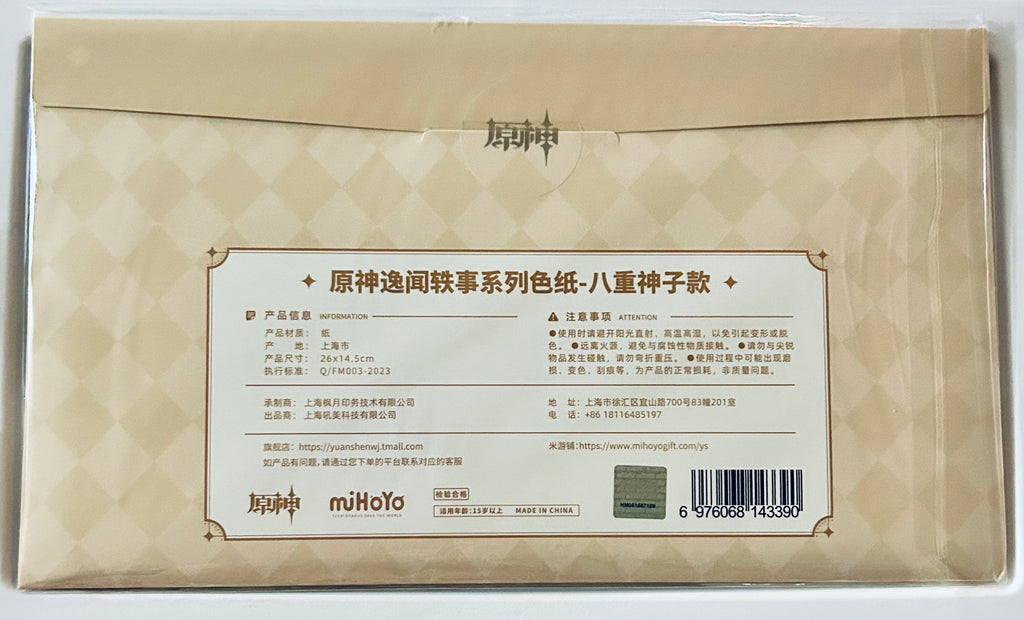 原神
原神逸闻轶事系列色纸-八重神子款
产品信息 INFORMATION
产品材质： 纸
产 地： 上海市
产品尺寸： 26x14.5cm
执行标准： Q/FM003-2023
注意事项 ATTENTION
●使用时请避开阳光直射、高温高湿，以免引起变形或脱
色。 ●远离火源，避免与腐蚀性物质接触。 ●请勿与尖锐
物品发生碰触，请勿弯折重压。 ●使用过程中可能出现磨
损、变色、刮痕等，为产品的正常损耗，非质量问题。
承制商： 上海枫月印务技术有限公司
出品商： 上海吼美科技有限公司
地 址： 上海市徐汇区宜山路700号83幢201室
电 话： +86 18116485197
旗舰店：https://yuanshenwj.tmall.com
如产品有问题，请通过您下单的平台联系对应的客服
米游铺：https://www.mihoyogift.com/ys
原神
miHoYo
TECH OTAKUS SAVE THE WORLD
检验合格
适用年龄：15岁以上 MADE IN CHINA
6 976068 143390